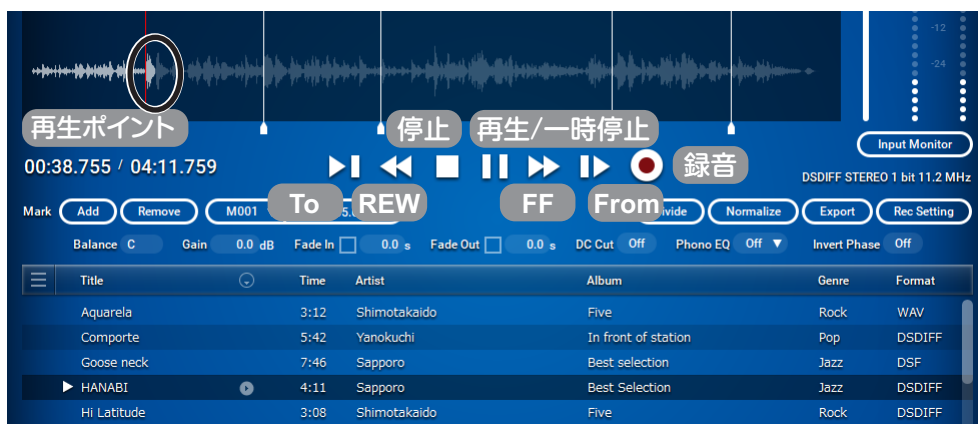 -12
-24
再生ポイント
停止
再生/一時停止
録音
Input Monitor
00:38.755 / 04:11.759
DSDIFF STEREO 1 bit 11.2 MHz
To
REW
FF
From
Mark Add Remove M001 Normalize Export Rec Setting
Balance C Gain 0.0 dB Fade In 0.0 s Fade Out 0.0 s DC Cut Off Phono EQ Off ▼ Invert Phase Off
Title Time Artist Album Genre Format
Aquarela 3:12 Shimotakaido Five Rock WAV
Comporte 5:42 Yanokuchi In front of station Pop DSDIFF
Goose neck 7:46 Sapporo Best selection Jazz DSF
HANABI 4:11 Sapporo Best Selection Jazz DSDIFF
Hi Latitude 3:08 Shimotakaido Five Rock DSDIFF